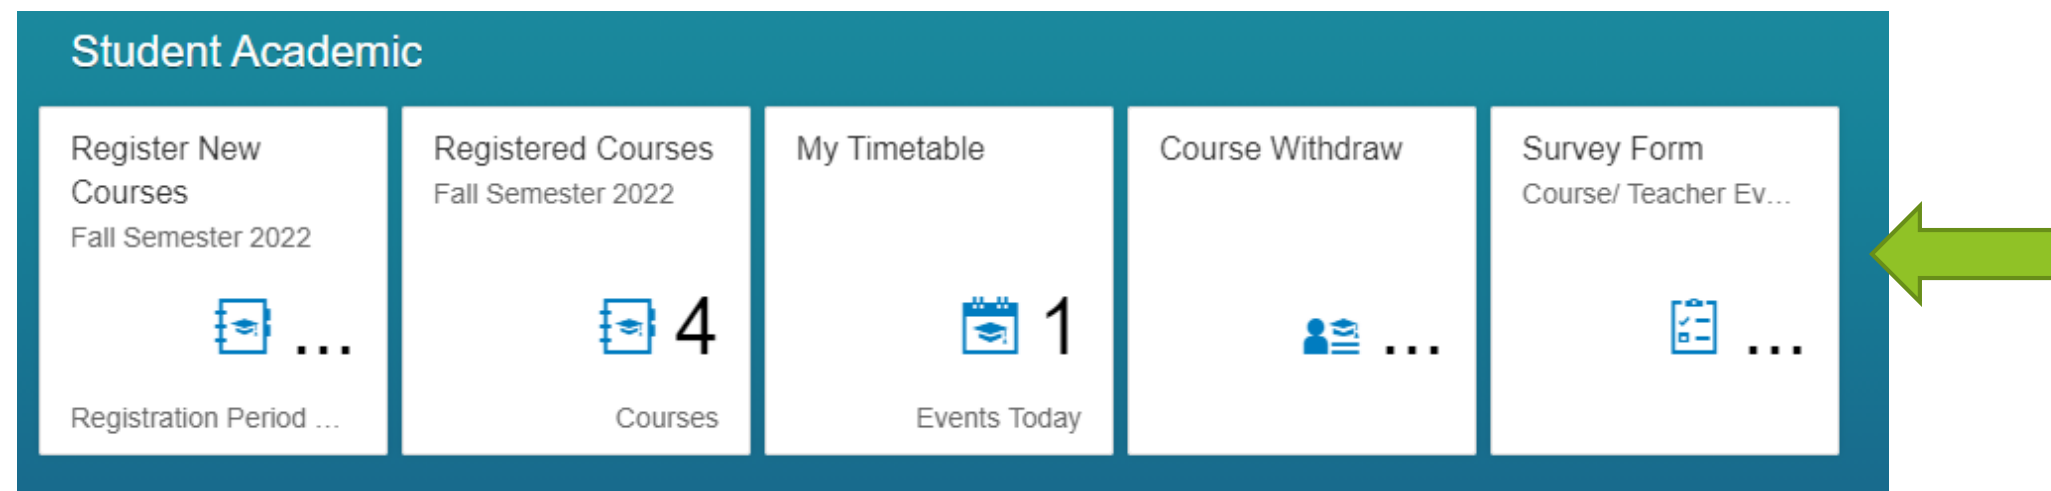 Student Academic
Register New
Courses
Fall Semester 2022
...
Registration Period ...
Registered Courses
Fall Semester 2022
4
Courses
My Timetable
1
Events Today
Course Withdraw
...
Survey Form
Course/ Teacher Ev...
...